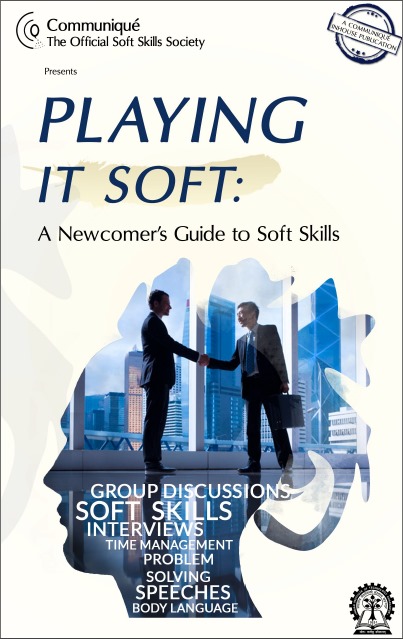 Communiqué
The Official Soft Skills Society
A COMMUNIQUE
INHOUSE PUBLICATION
Presents
PLAYING
IT SOFT:
A Newcomer's Guide to Soft Skills
GROUP DISCUSSIONS
SOFT SKILLS
INTERVIEWS
TIME MANAGEMENT
PROBLEM
SOLVING
SPEECHES
BODY LANGUAGE